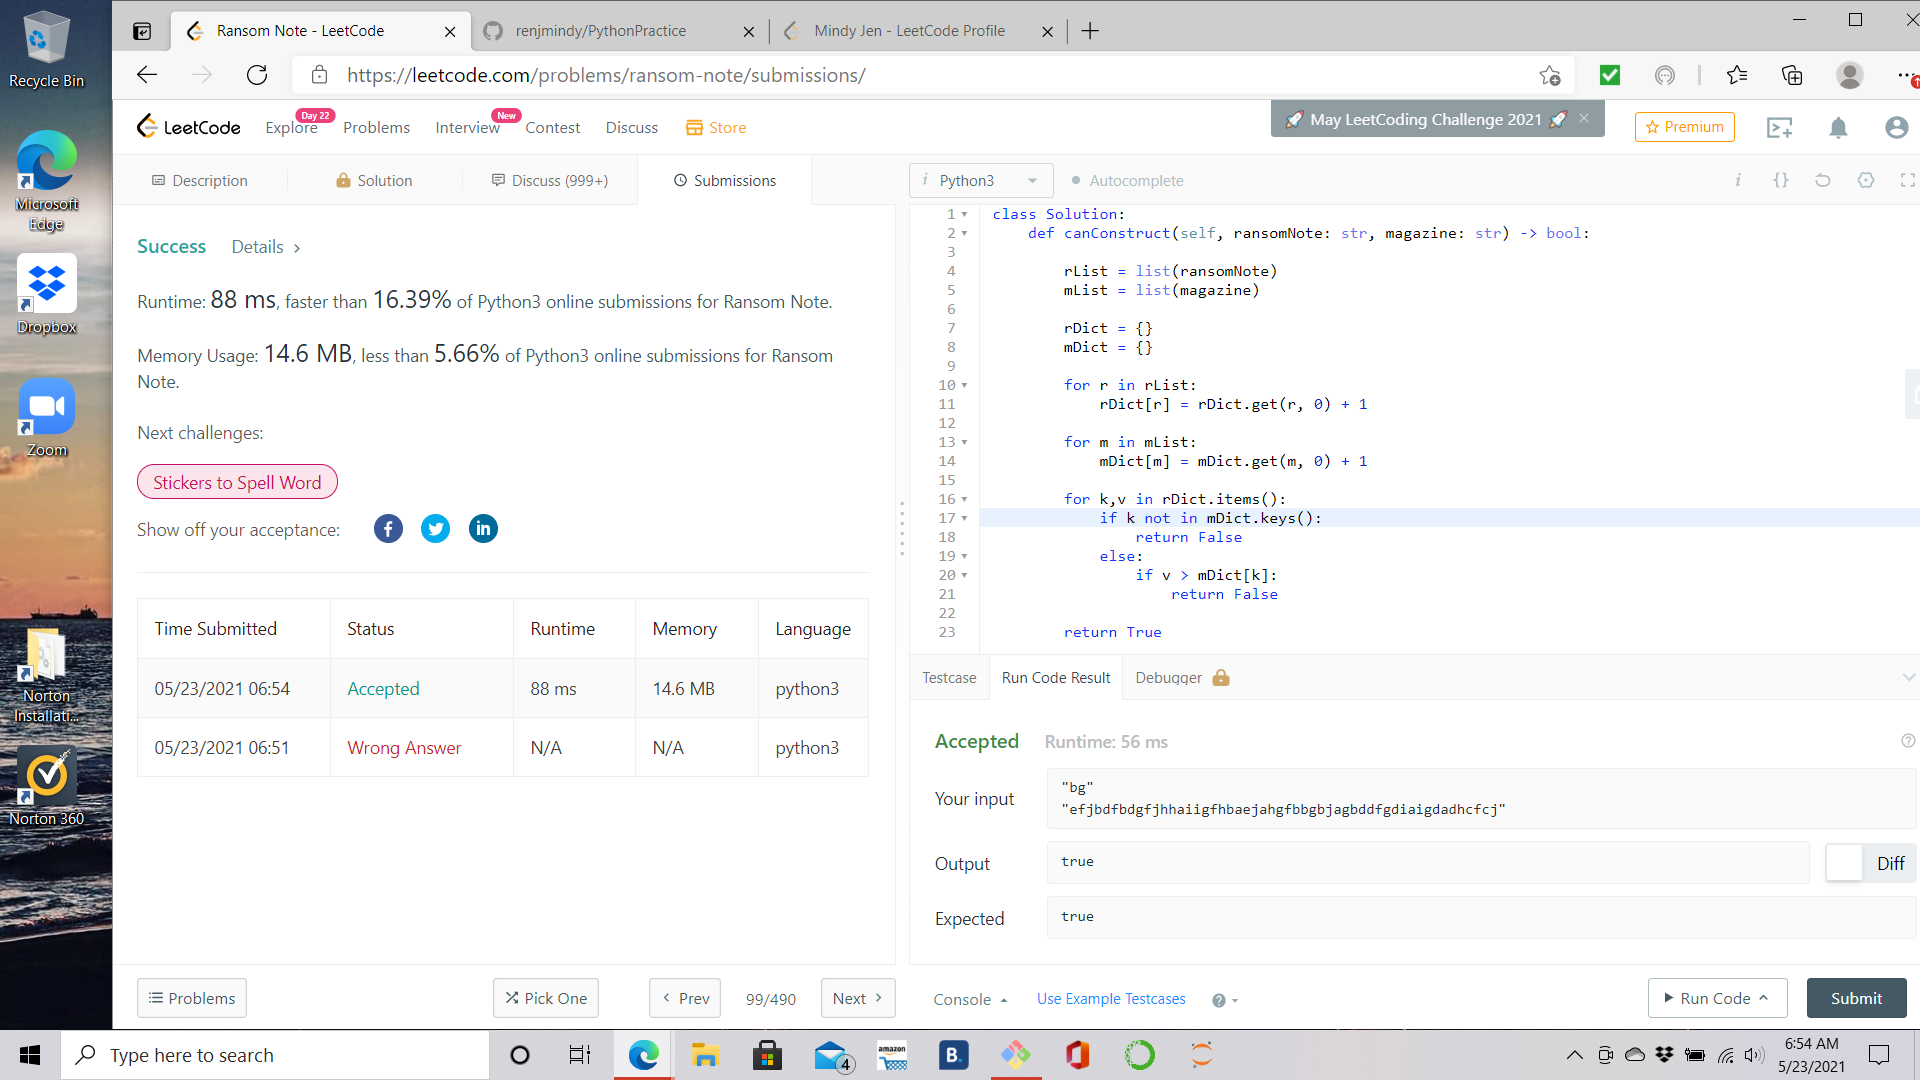 Recycle Bin
Microsoft Edge
Dropbox
Zoom
Norton Installati...
Norton 360
Ransom Note - LeetCode
renjmindy/PythonPractice
Mindy Jen - LeetCode Profile
https://leetcode.com/problems/ransom-note/submissions/
LeetCode
Explore
Day 22
Problems
Interview
New
Contest
Discuss
Store
🚀 May LeetCoding Challenge 2021 🚀
Premium
Description
Solution
Discuss (999+)
Submissions
Success Details
Runtime: 88 ms, faster than 16.39% of Python3 online submissions for Ransom Note.
Memory Usage: 14.6 MB, less than 5.66% of Python3 online submissions for Ransom
Note.
Next challenges:
Stickers to Spell Word
Show off your acceptance:
Time Submitted Status Runtime Memory Language
05/23/2021 06:54 Accepted 88 ms 14.6 MB python3
05/23/2021 06:51 Wrong Answer N/A N/A python3
Problems
Pick One
Prev
99/490
Next
i Python3
Autocomplete
i {}
1 class Solution:
2 def canConstruct(self, ransomNote: str, magazine: str) -> bool:
3
4 rList = list(ransomNote)
5 mList = list(magazine)
6
7 rDict = {}
8 mDict = {}
9
10 for r in rList:
11 rDict[r] = rDict.get(r, 0) + 1
12
13 for m in mList:
14 mDict[m] = mDict.get(m, 0) + 1
15
16 for k,v in rDict.items():
17 if k not in mDict.keys():
18 return False
19 else:
20 if v > mDict[k]:
21 return False
22
23 return True
Testcase
Run Code Result
Debugger
Accepted Runtime: 56 ms
Your input
"bg"
"efjbdfbdgfjhhaiigfhbaejahgfbbgbjagbddfgdiaigdadhcfcj"
Output
true
Diff
Expected
true
Console
Use Example Testcases
Run Code
Submit
Type here to search
4
amazon
B.
6:54 AM
5/23/2021